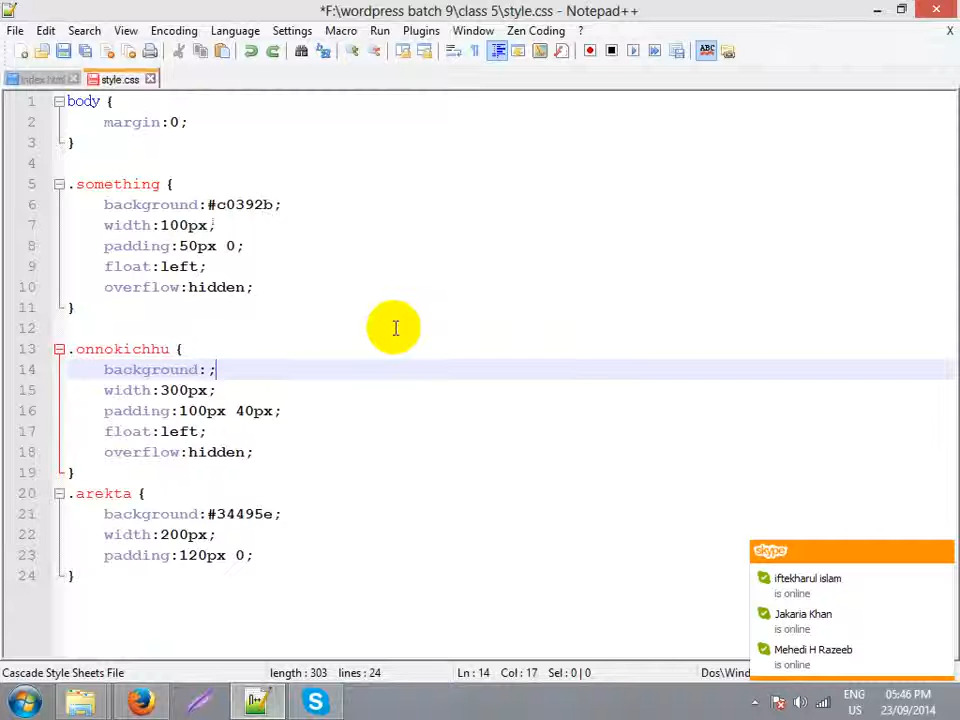 *F:\wordpress batch 9\class 5\style.css - Notepad++
File Edit Search View Encoding Language Settings Macro Run Plugins Window Zen Coding ? X
index.html style.css
1 body {
2 margin:0;
3 }
4
5 .something {
6 background:#c0392b;
7 width:100px;
8 padding:50px 0;
9 float:left;
10 overflow:hidden;
11 }
12
13 .onnokichhu {
14 background:;
15 width:300px;
16 padding:100px 40px;
17 float:left;
18 overflow:hidden;
19 }
20 .arekta {
21 background:#34495e;
22 width:200px;
23 padding:120px 0;
24 }
skype
iftekharul islam
is online
Jakaria Khan
is online
Mehedi H Razeeb
is online
Cascade Style Sheets File length : 303 lines : 24 Ln : 14 Col : 17 Sel : 0 | 0 Dos\Wind
ENG 05:46 PM
US 23/09/2014